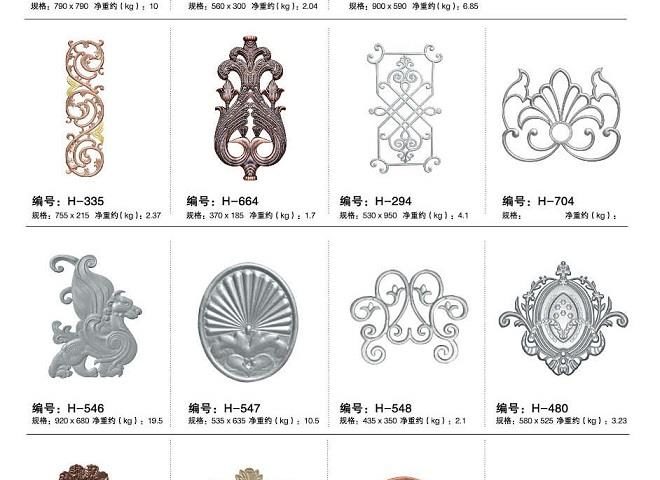 规格：790 x 790 净重约(kg)：10
规格：560 x 300 净重约(kg)：2.04
规格：900 x 590 净重约(kg)：6.85
编号：H-335
规格：755 x 215 净重约(kg)：2.37
编号：H-664
规格：370 x 185 净重约(kg)：1.7
编号：H-294
规格：530 x 950 净重约(kg)：4.1
编号：H-704
规格： 净重约(kg)：
编号：H-546
规格：920 x 680 净重约(kg)：19.5
编号：H-547
规格：535 x 635 净重约(kg)：10.5
编号：H-548
规格：435 x 350 净重约(kg)：2.1
编号：H-480
规格：580 x 525 净重约(kg)：3.23